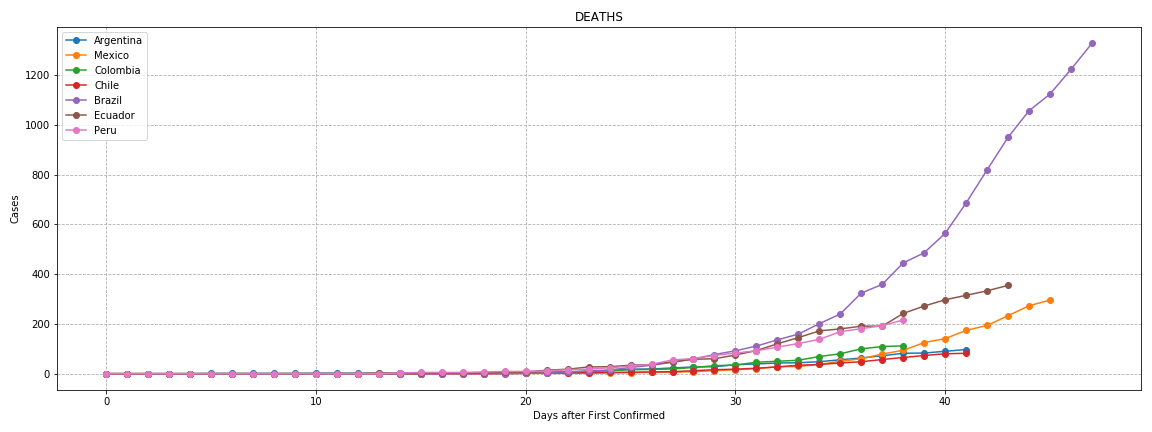 DEATHS
Argentina
Mexico
Colombia
Chile
Brazil
Ecuador
Peru
Cases
1200
1000
800
600
400
200
0
0 10 20 30 40
Days after First Confirmed